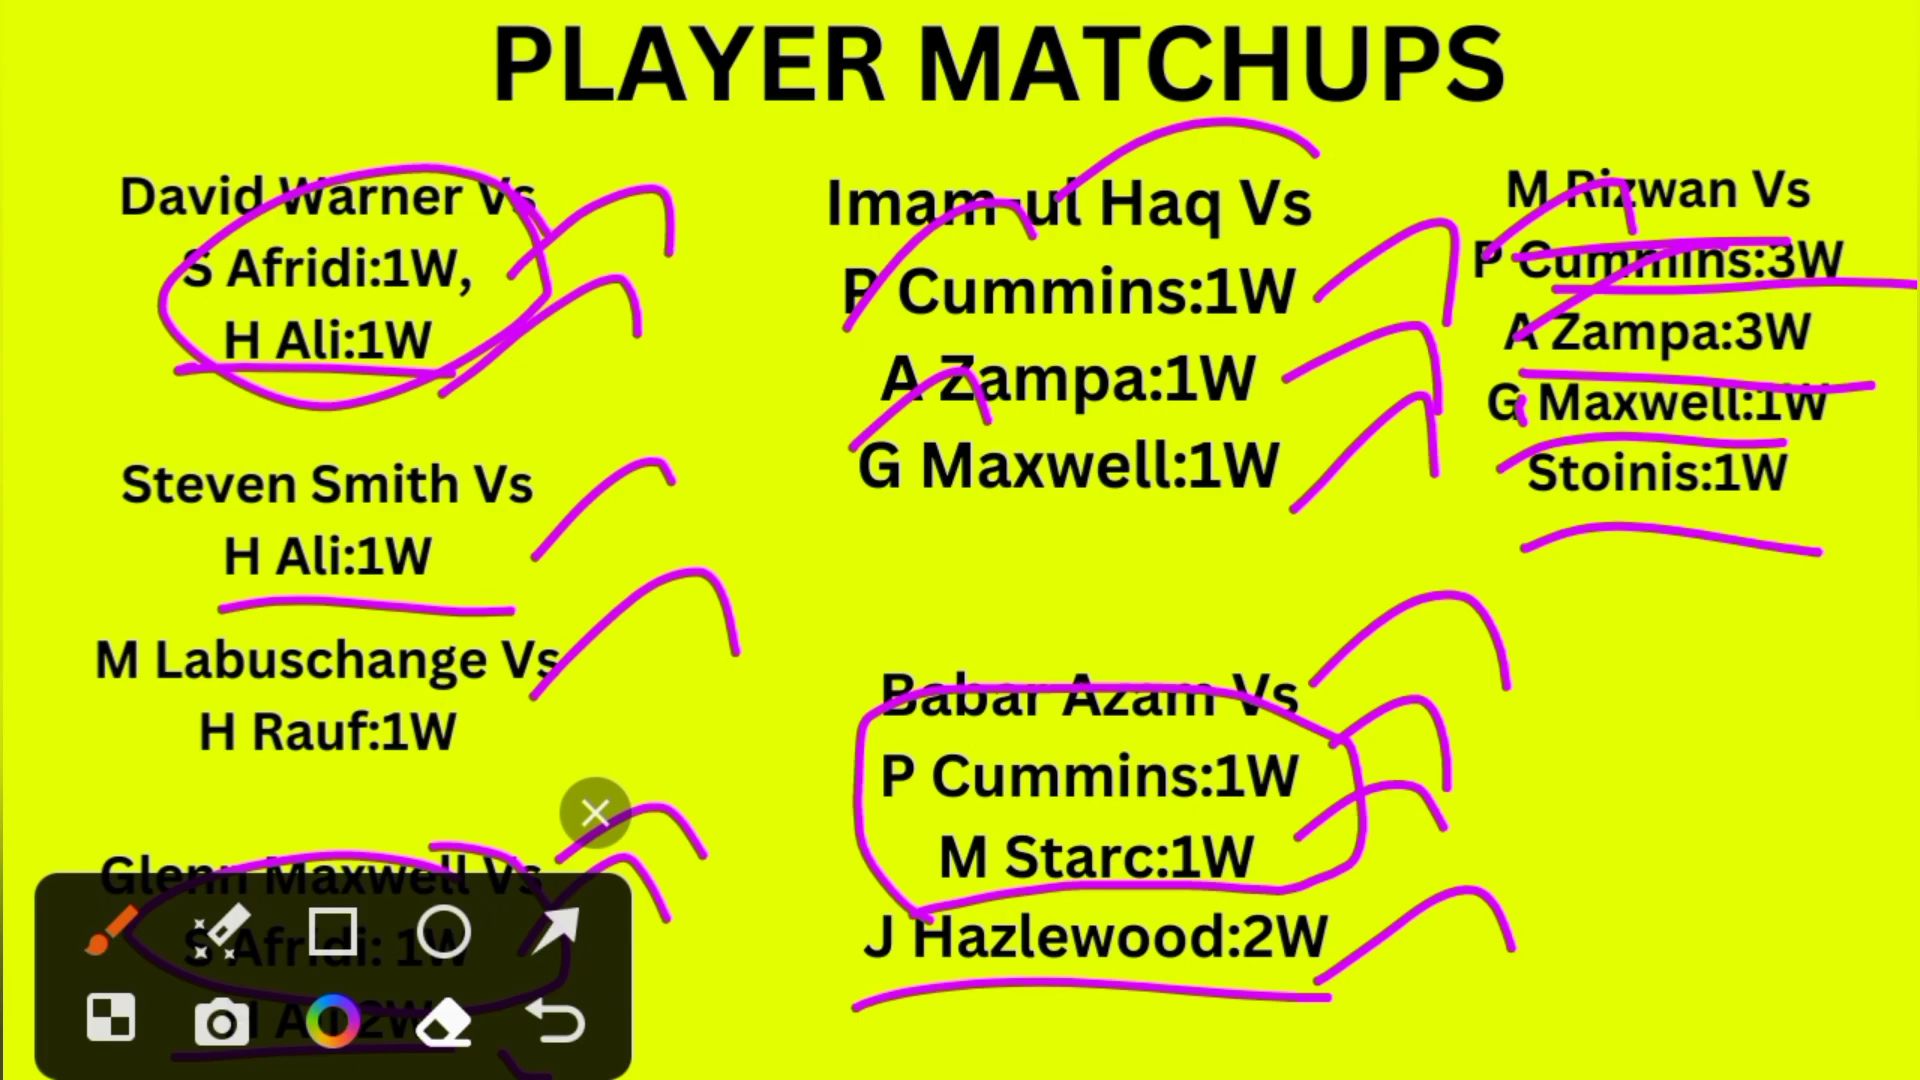 PLAYER MATCHUPS
David Warner Vs
S Afridi:1W,
H Ali:1W
Steven Smith Vs
H Ali:1W
M Labuschange Vs
H Rauf:1W
Glenn Maxwell Vs
S Afridi: 1W
Imam-ul Haq Vs
P Cummins:1W
A Zampa:1W
G Maxwell:1W
Babar Azam Vs
P Cummins:1W
M Starc:1W
J Hazlewood:2W
M Rizwan Vs
P Cummins:3W
A Zampa:3W
G Maxwell:1W
Stoinis:1W